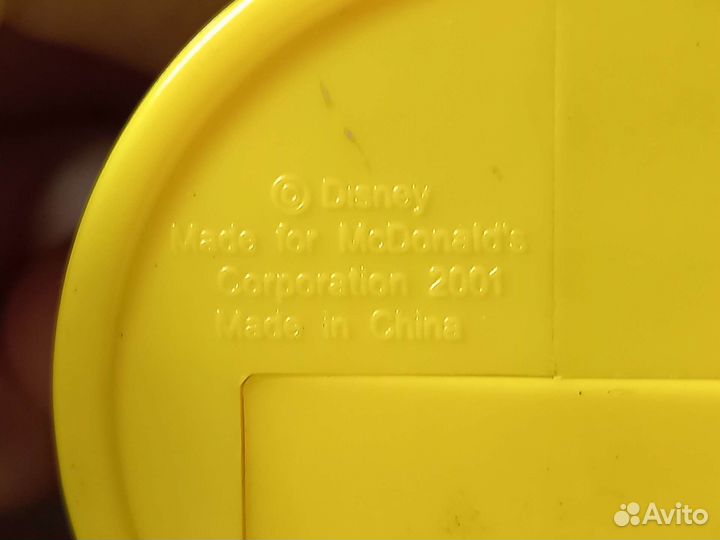 © Disney
Made for McDonald's
Corporation 2001
Made in China
Avito